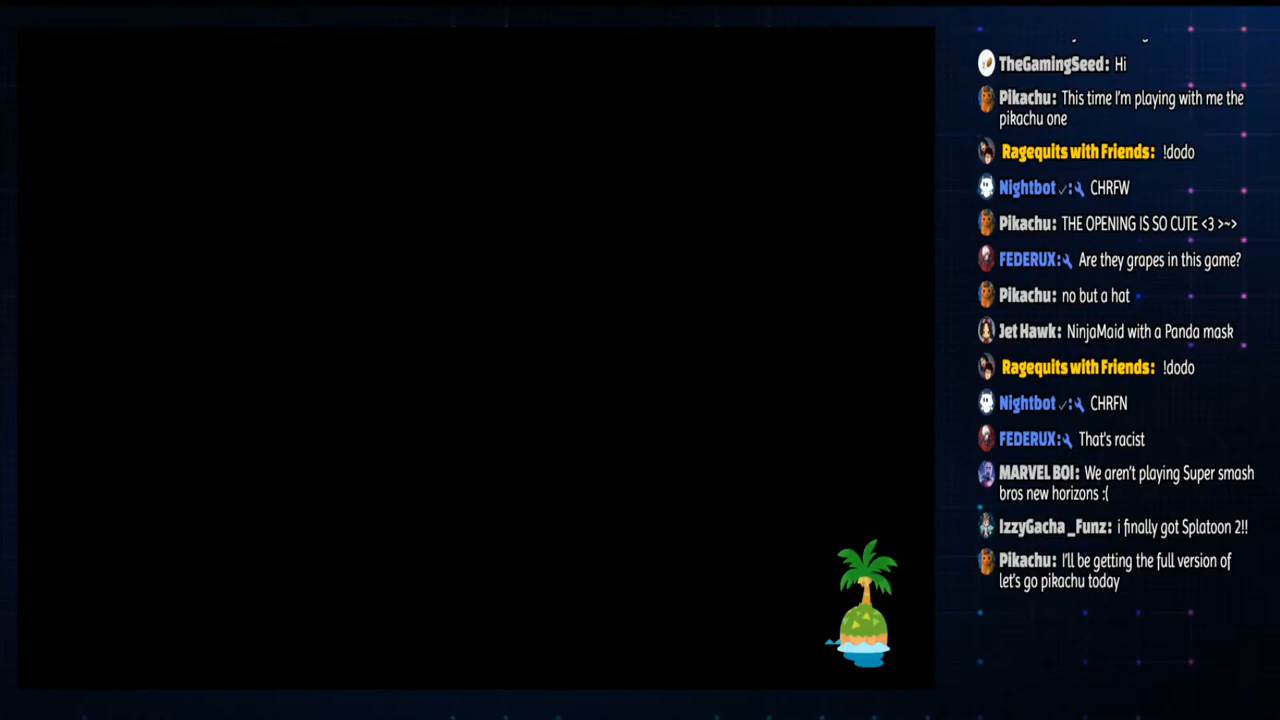 TheGamingSeed: Hi
Pikachu: This time I'm playing with me the
pikachu one
Ragequits with Friends: !dodo
Nightbot ✓: CHRFW
Pikachu: THE OPENING IS SO CUTE <3 >~>
FEDERUX: Are they grapes in this game?
Pikachu: no but a hat
Jet Hawk: NinjaMaid with a Panda mask
Ragequits with Friends: !dodo
Nightbot ✓: CHRFN
FEDERUX: That's racist
MARVEL BOI: We aren't playing Super smash
bros new horizons :(
IzzyGacha_Funz: i finally got Splatoon 2!!
Pikachu: I'll be getting the full version of
let's go pikachu today